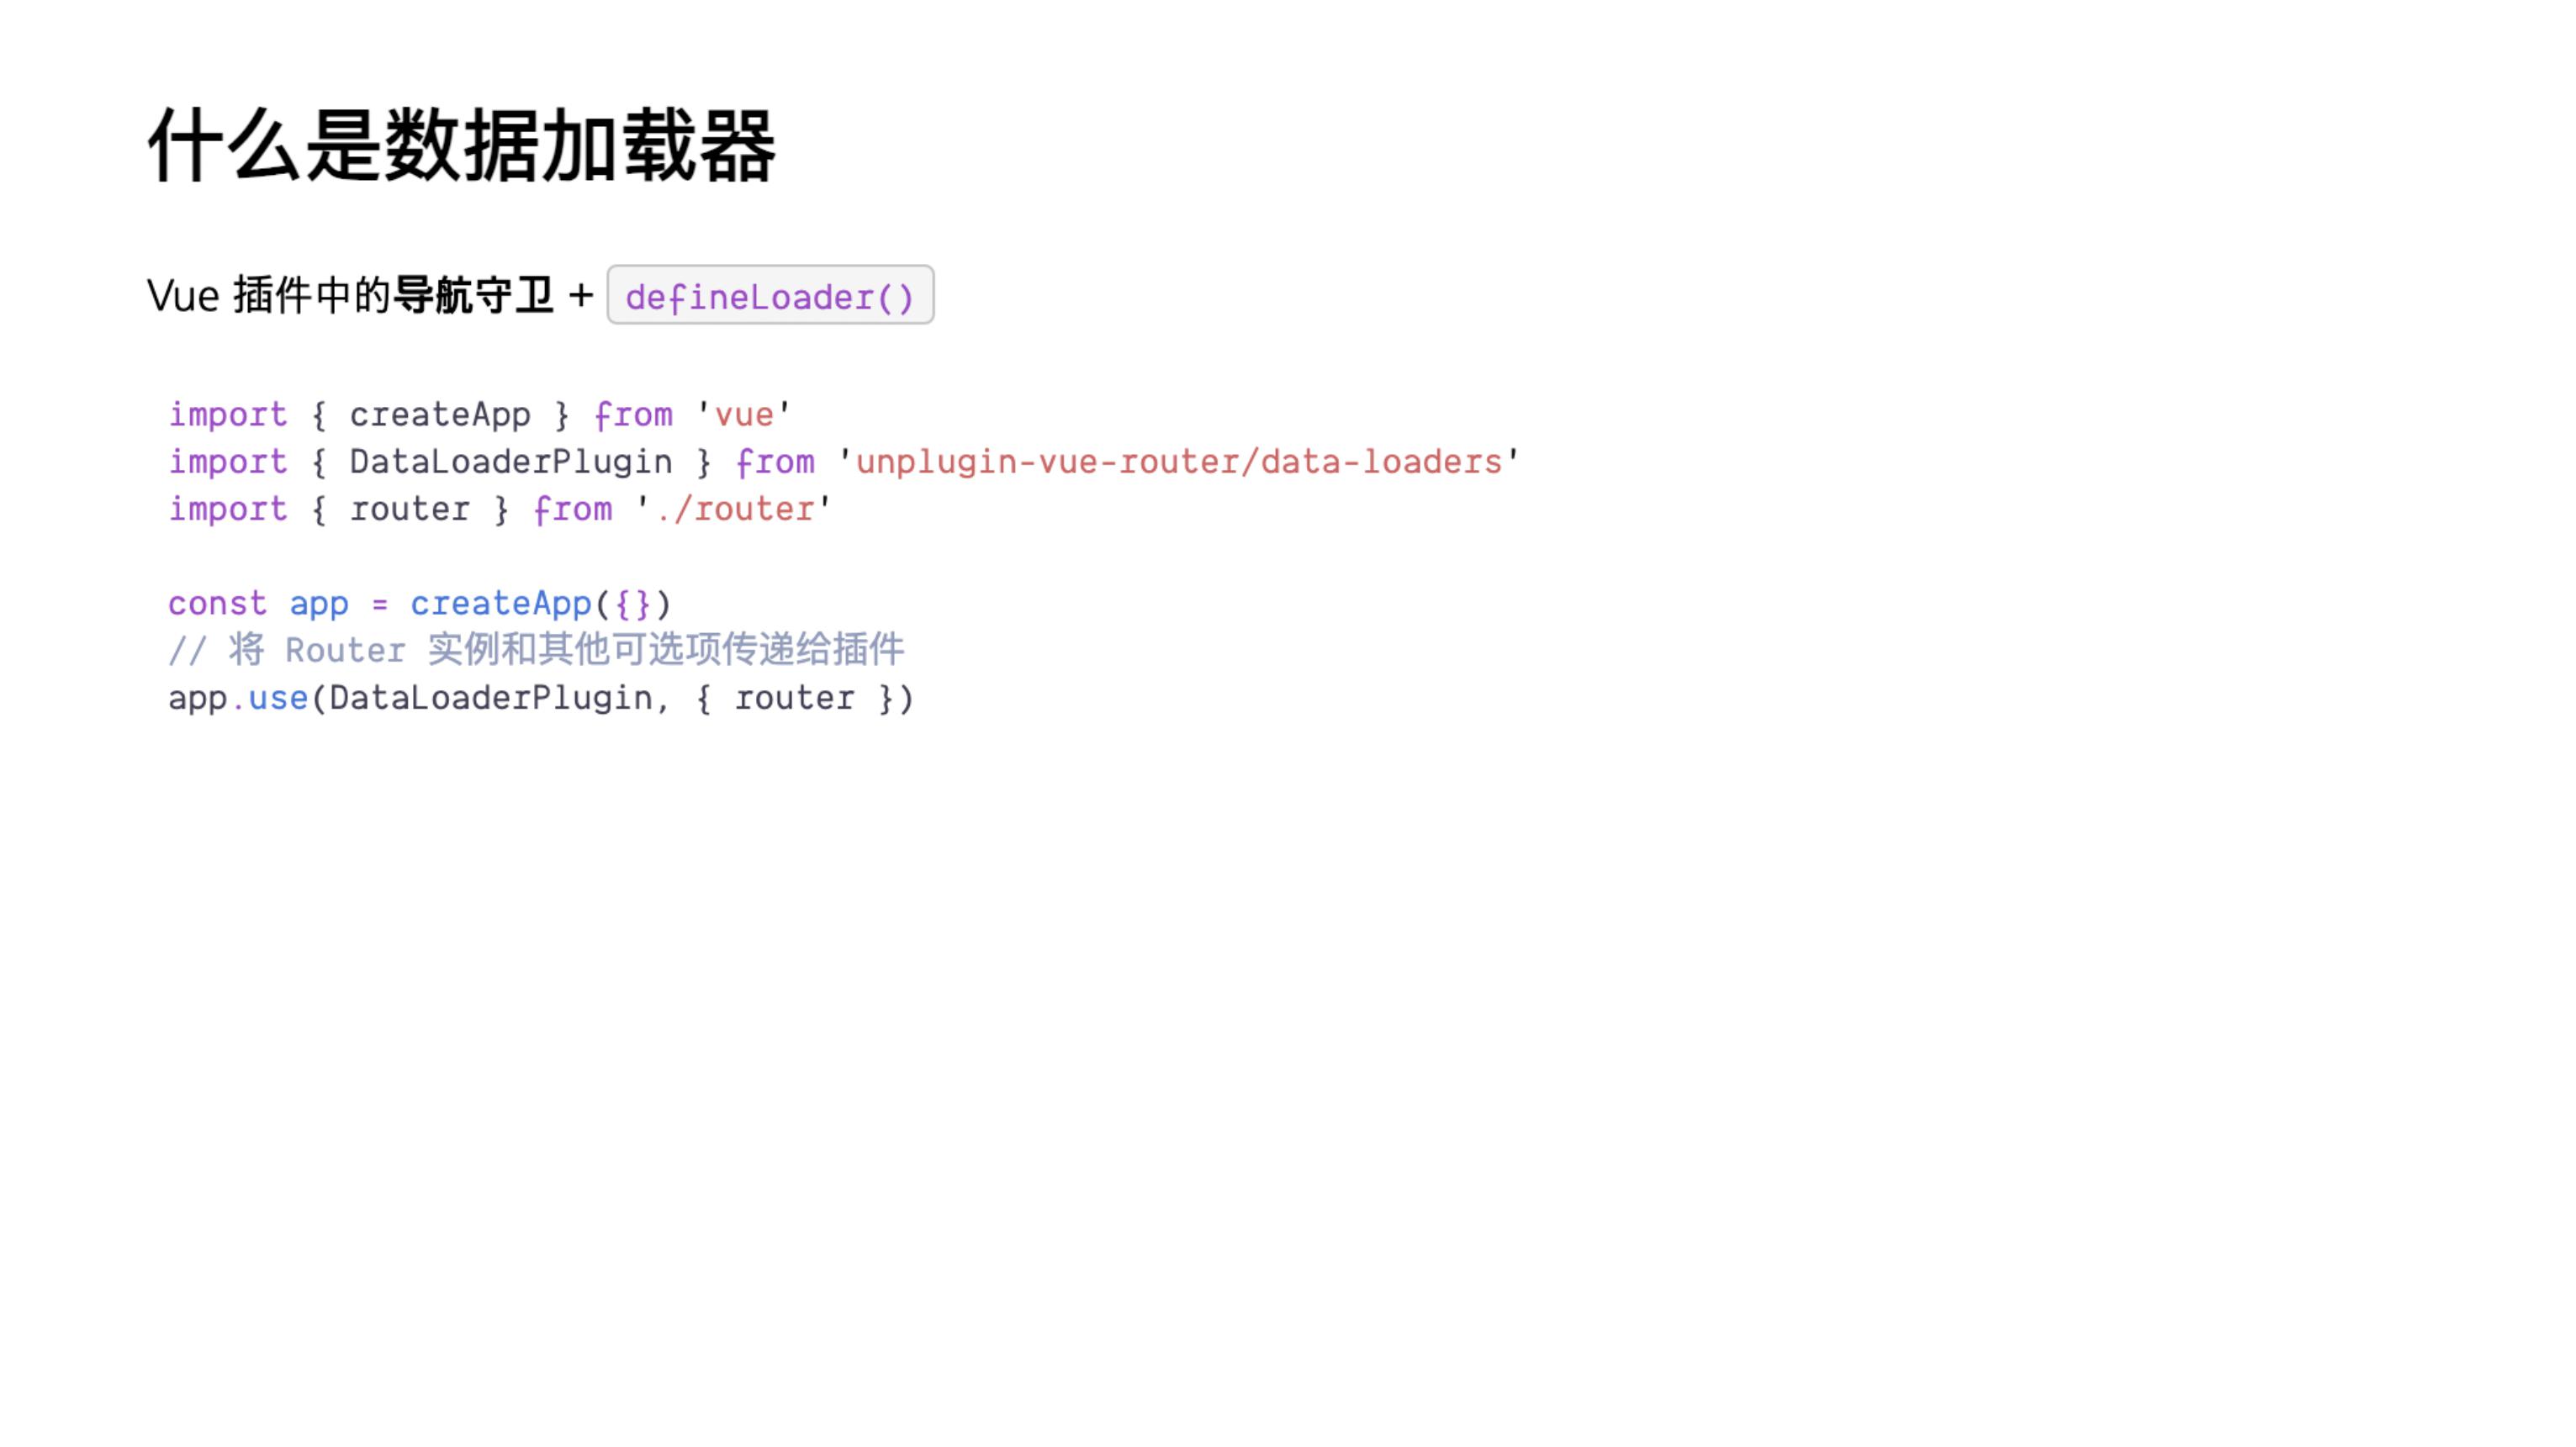 什么是数据加载器
Vue 插件中的导航守卫 + defineLoader()
import { createApp } from 'vue'
import { DataLoaderPlugin } from 'unplugin-vue-router/data-loaders'
import { router } from './router'
const app = createApp({})
// 将 Router 实例和其他可选项传递给插件
app.use(DataLoaderPlugin, { router })